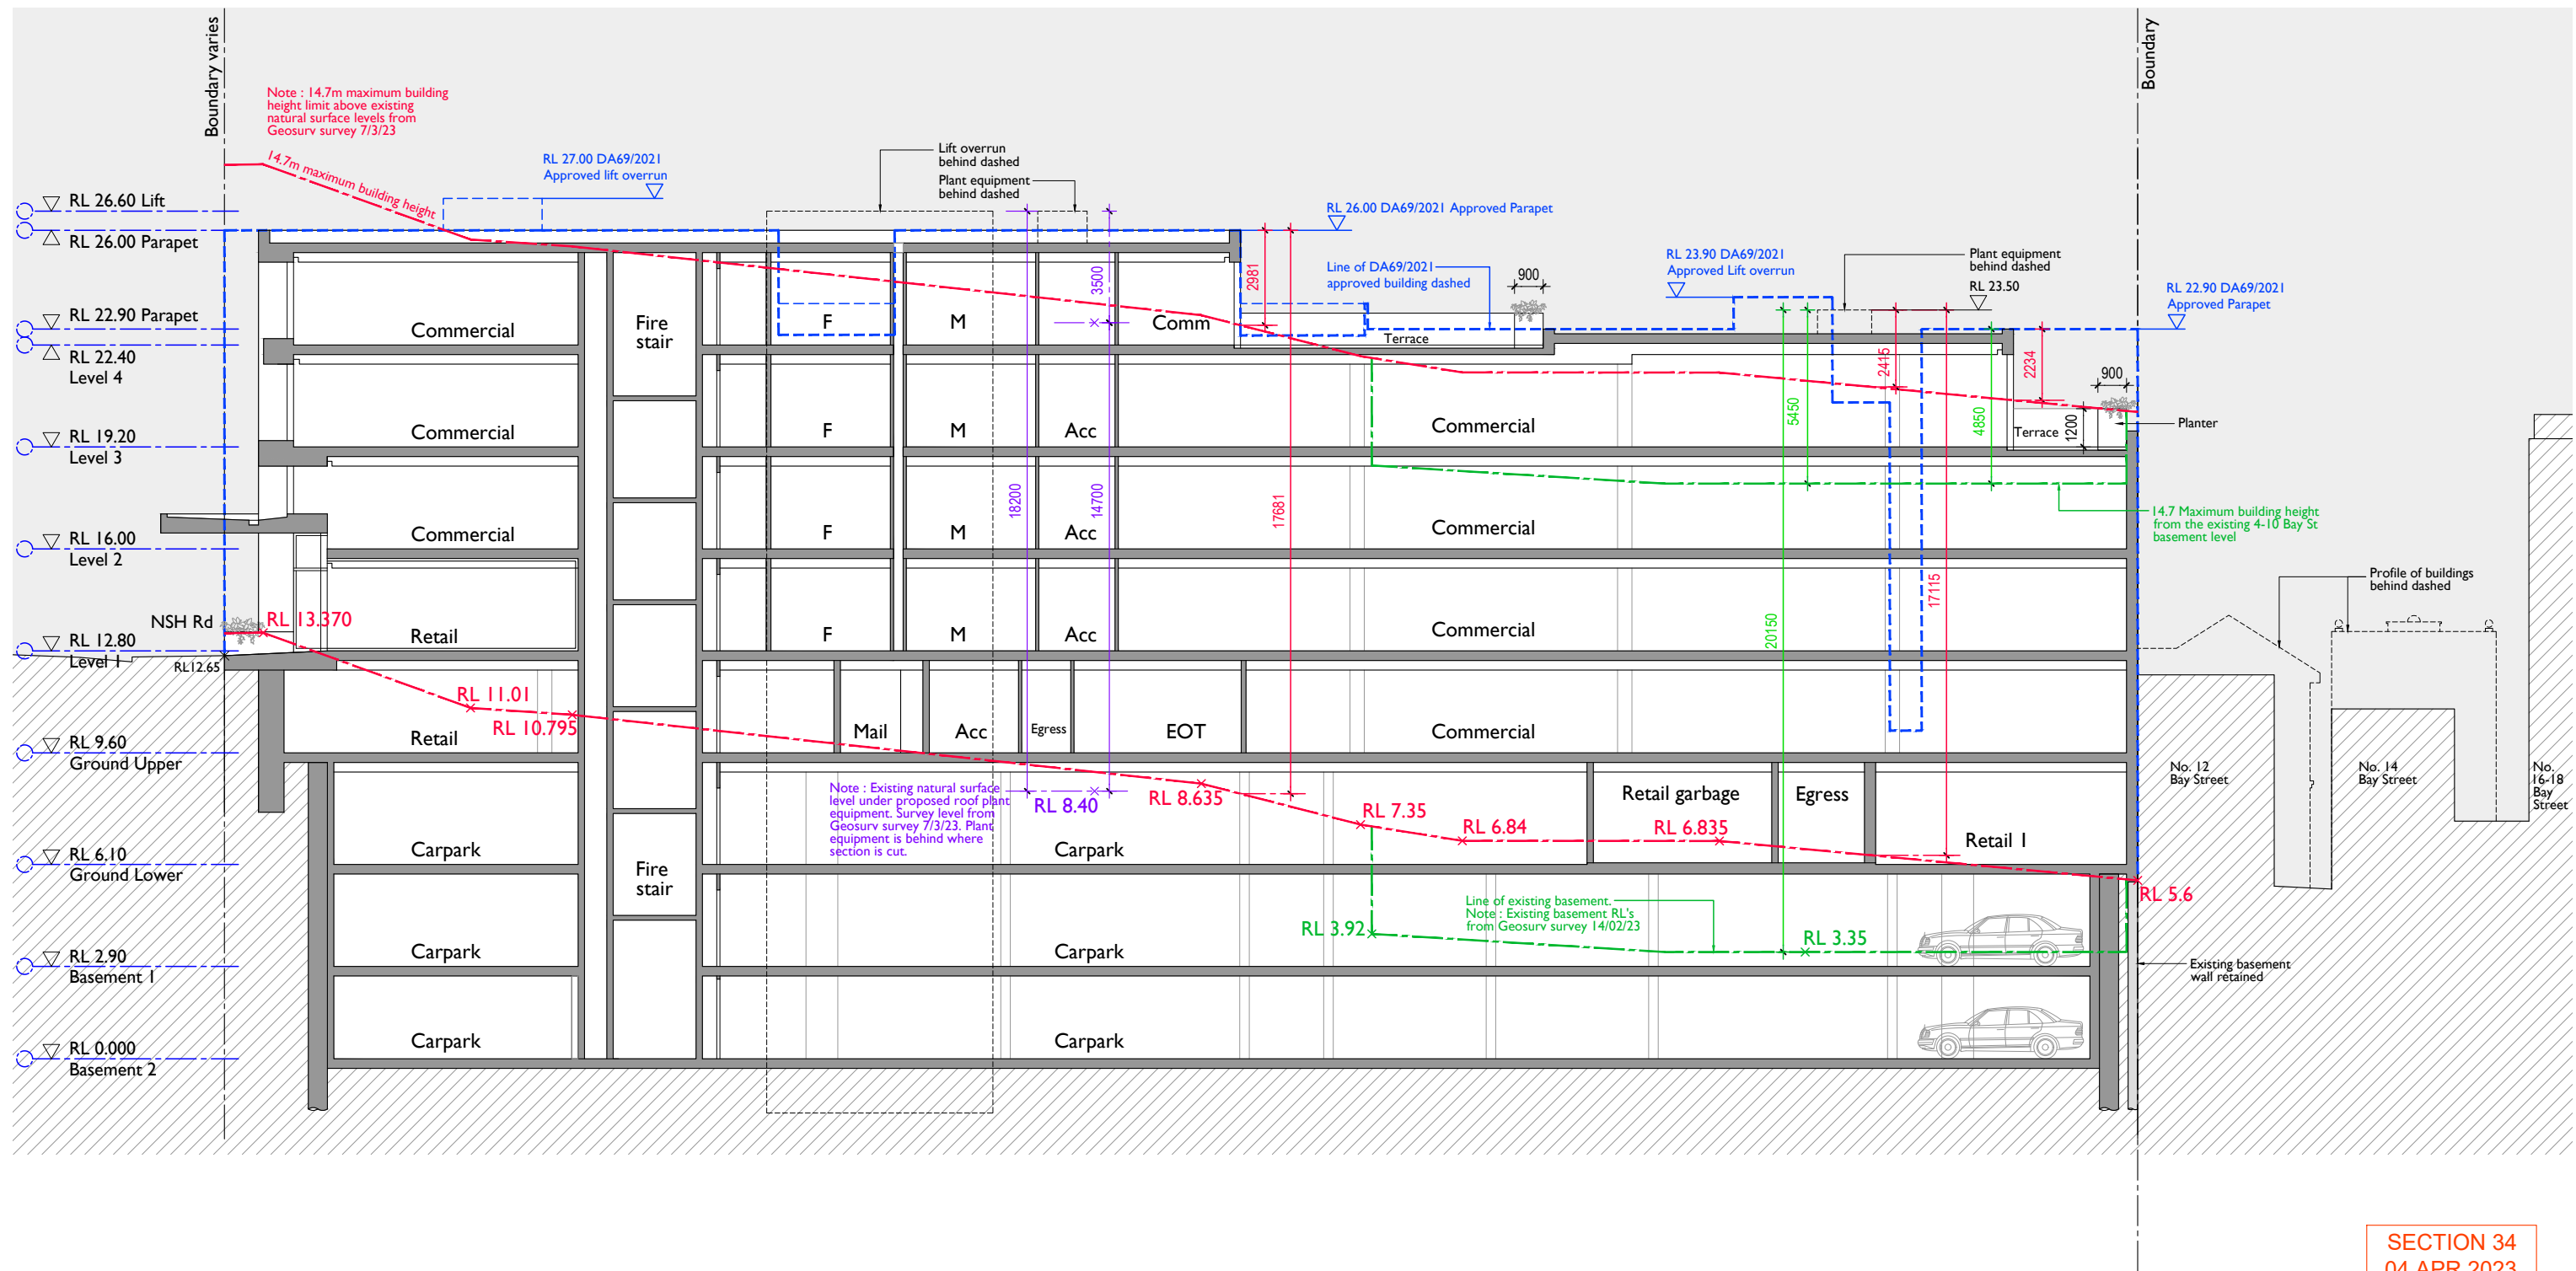 Boundary varies
Boundary
Note : 14.7m maximum building
height limit above existing
natural surface levels from
Geosurv survey 7/3/23
14.7m maximum building height
RL 27.00 DA69/2021
Approved lift overrun
Lift overrun
behind dashed
Plant equipment
behind dashed
RL 26.00 DA69/2021 Approved Parapet
Line of DA69/2021
approved building dashed
900
RL 23.90 DA69/2021
Approved Lift overrun
Plant equipment
behind dashed
RL 23.50
RL 22.90 DA69/2021
Approved Parapet
RL 26.60 Lift
RL 26.00 Parapet
RL 22.90 Parapet
RL 22.40
Level 4
RL 19.20
Level 3
RL 16.00
Level 2
NSH Rd
RL 13.370
RL 12.80
Level 1
RL12.65
RL 9.60
Ground Upper
RL 6.10
Ground Lower
RL 2.90
Basement 1
RL 0.000
Basement 2
Commercial
Fire
stair
F
M
Comm
Terrace
3500
2981
2415
2234
900
Commercial
F
M
Acc
Commercial
5450
4850
Terrace
1200
Planter
Commercial
F
M
Acc
Commercial
18200
14700
17681
14.7 Maximum building height
from the existing 4-10 Bay St
basement level
Retail
F
M
Acc
Commercial
20150
17115
Profile of buildings
behind dashed
RL 11.01
RL 10.795
Retail
Mail
Acc
Egress
EOT
Commercial
No. 12
Bay Street
No. 14
Bay Street
No.
16-18
Bay
Street
Note : Existing natural surface
level under proposed roof plant
equipment. Survey level from
Geosurv survey 7/3/23. Plant
equipment is behind where
section is cut.
RL 8.40
RL 8.635
RL 7.35
RL 6.84
RL 6.835
Retail garbage
Egress
Retail 1
Carpark
Carpark
Fire
stair
RL 5.6
RL 3.92
Line of existing basement.
Note : Existing basement RL's
from Geosurv survey 14/02/23
RL 3.35
Carpark
Carpark
Existing basement
wall retained
Carpark
Carpark
SECTION 34
04 APR 2023